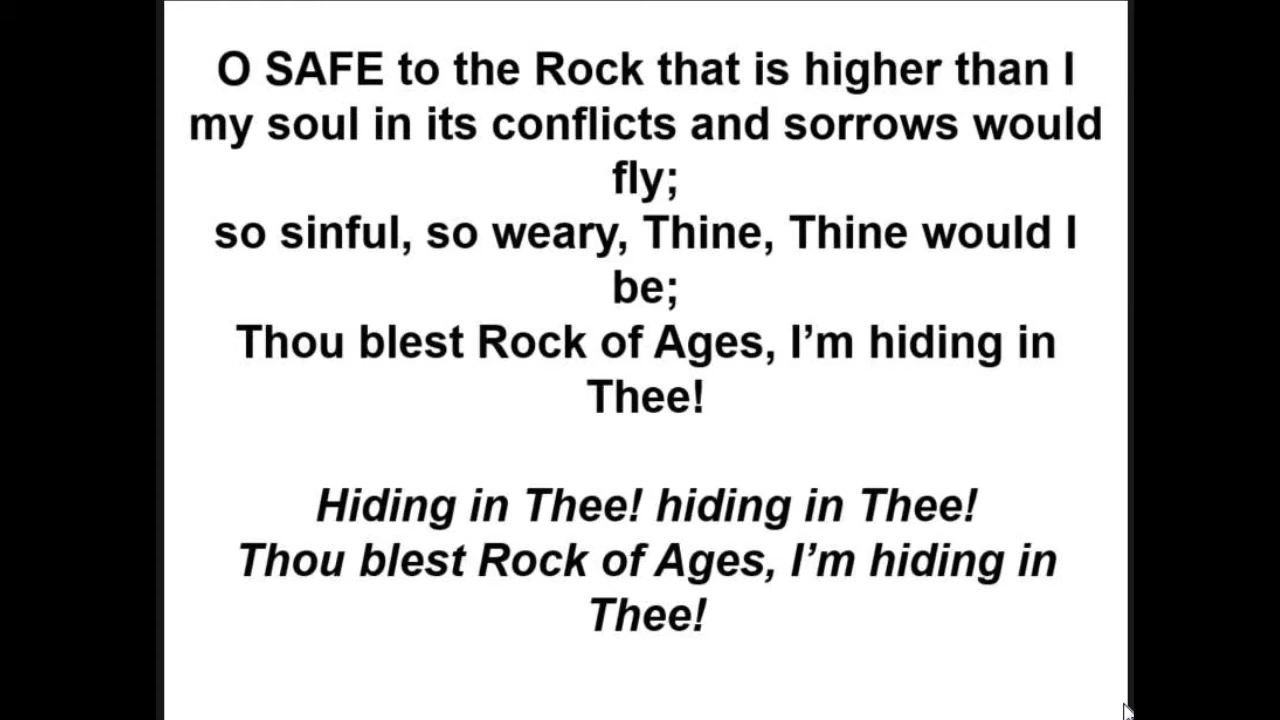 O SAFE to the Rock that is higher than I
my soul in its conflicts and sorrows would
fly;
so sinful, so weary, Thine, Thine would I
be;
Thou blest Rock of Ages, I’m hiding in
Thee!
Hiding in Thee! hiding in Thee!
Thou blest Rock of Ages, I’m hiding in
Thee!